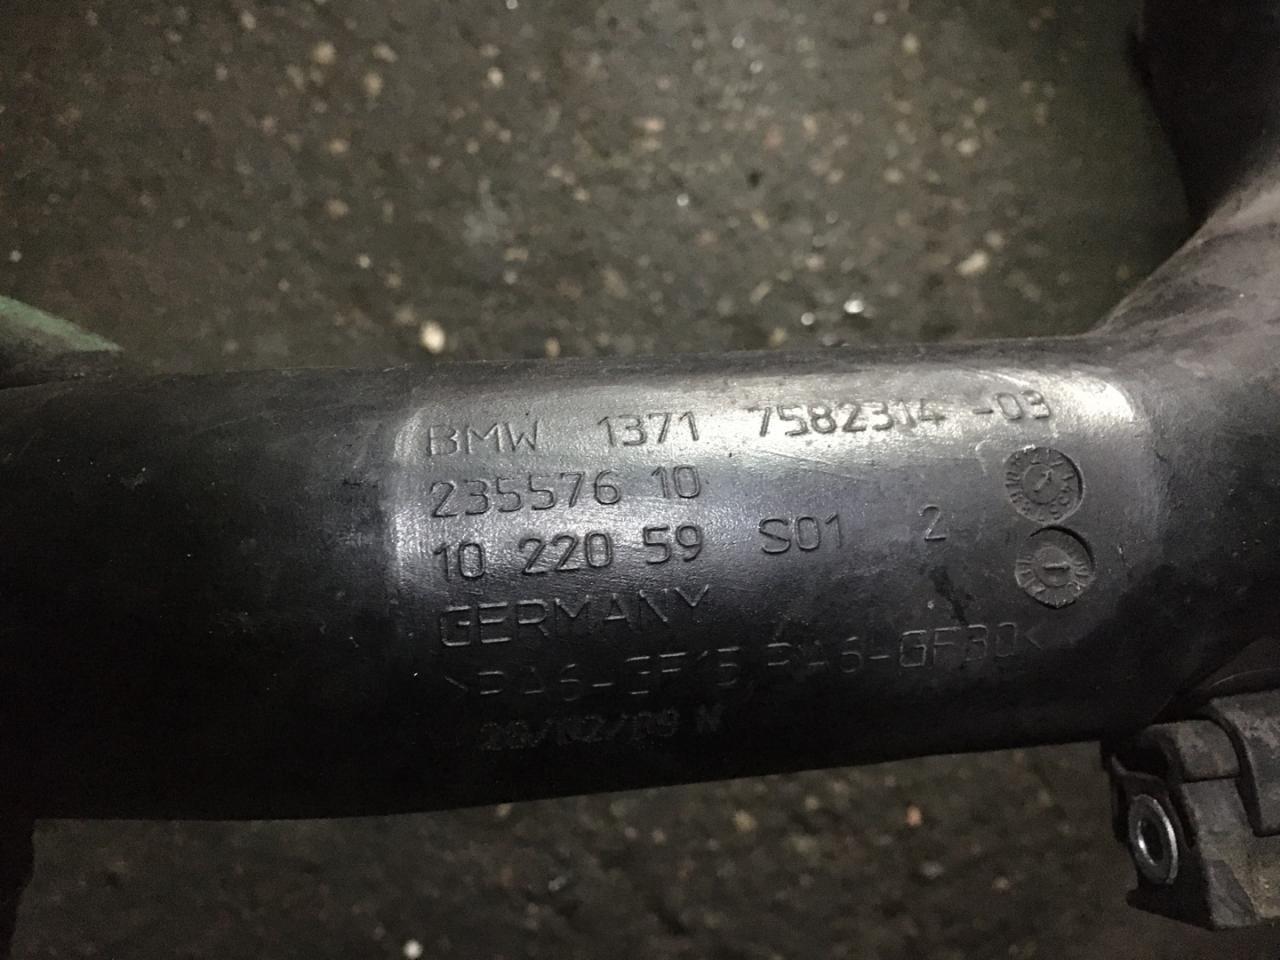 BMW 1371 7582314 -03
235576 10
10 220 59 S01 2
GERMANY
>PA6-GF15,PA6-GF30<